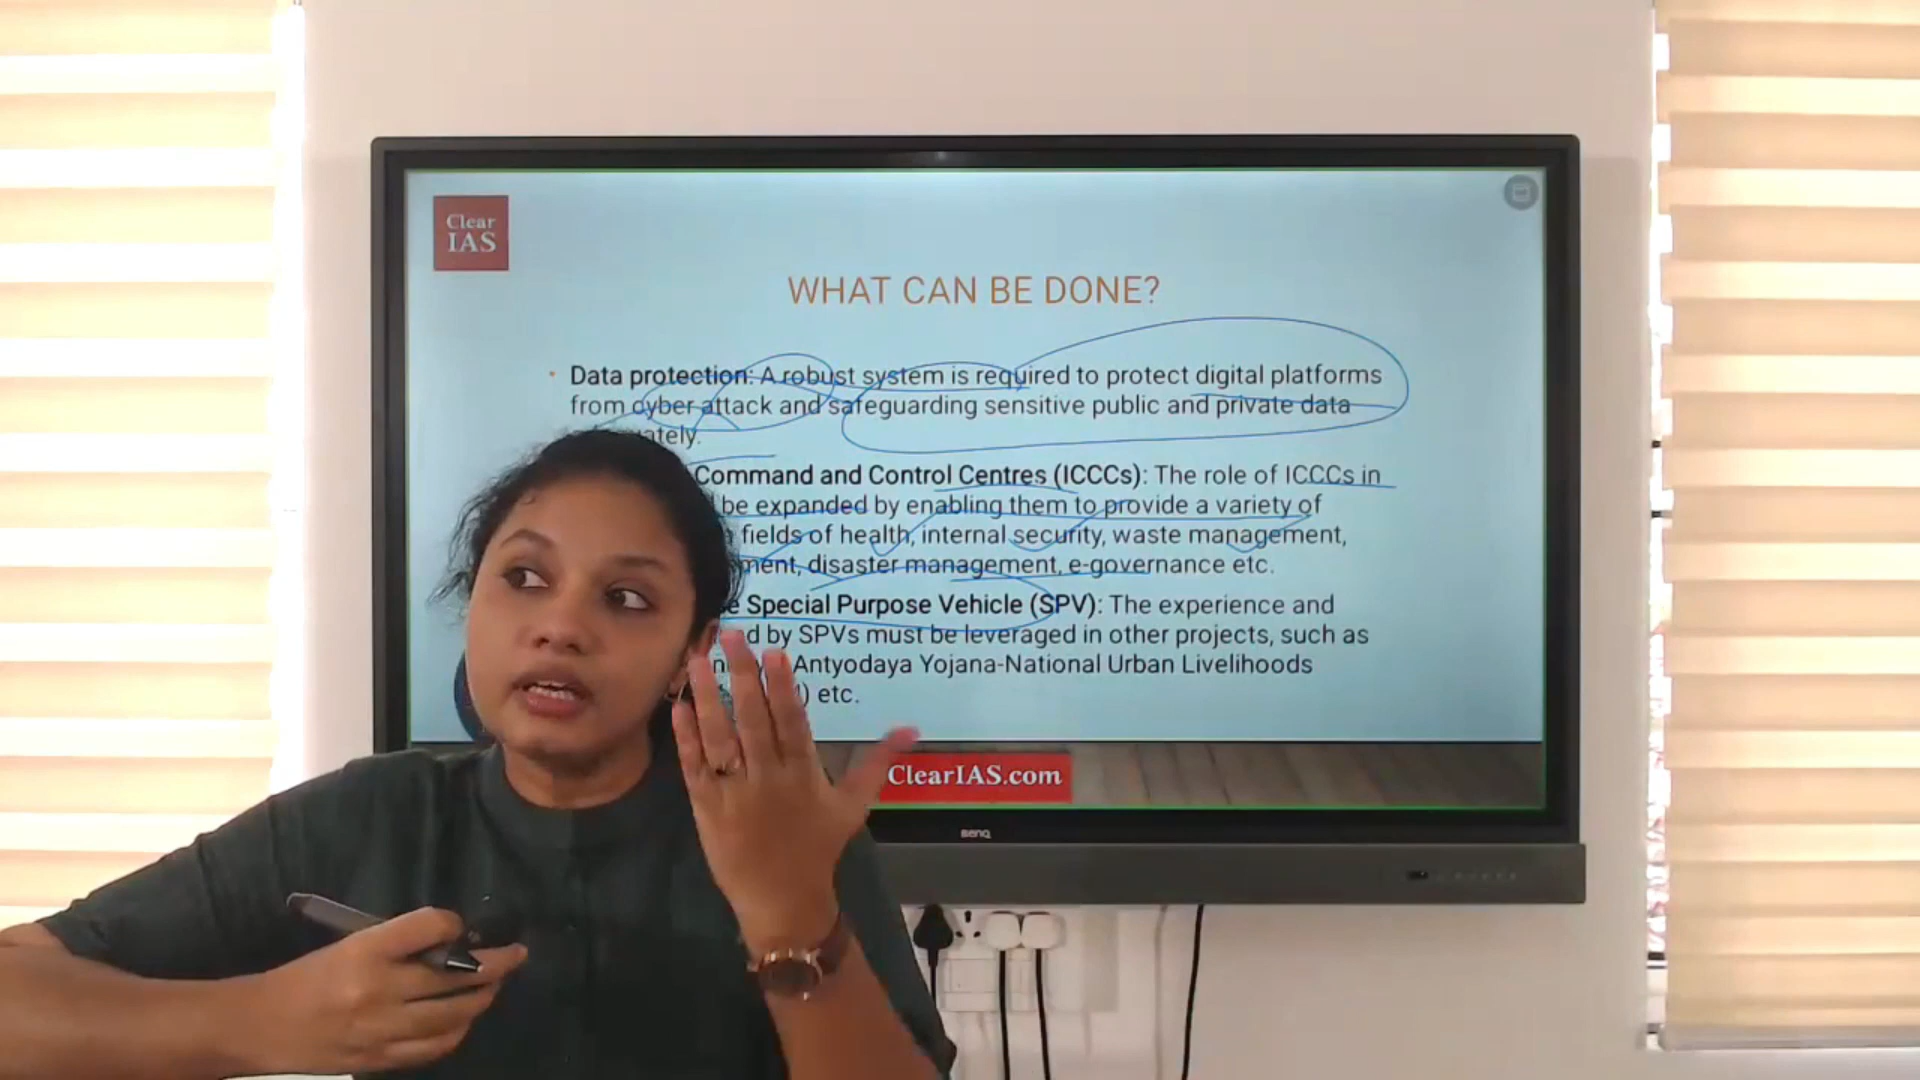 Clear
IAS
WHAT CAN BE DONE?
Data protection: A robust system is required to protect digital platforms
from cyber attack and safeguarding sensitive public and private data
Command and Control Centres (ICCCs): The role of ICCCs in
be expanded by enabling them to provide a variety of
fields of health, internal security, waste management,
disaster management, e-governance etc.
Special Purpose Vehicle (SPV): The experience and
by SPVs must be leveraged in other projects, such as
Antyodaya Yojana-National Urban Livelihoods
etc.
ClearIAS.com
BenQ